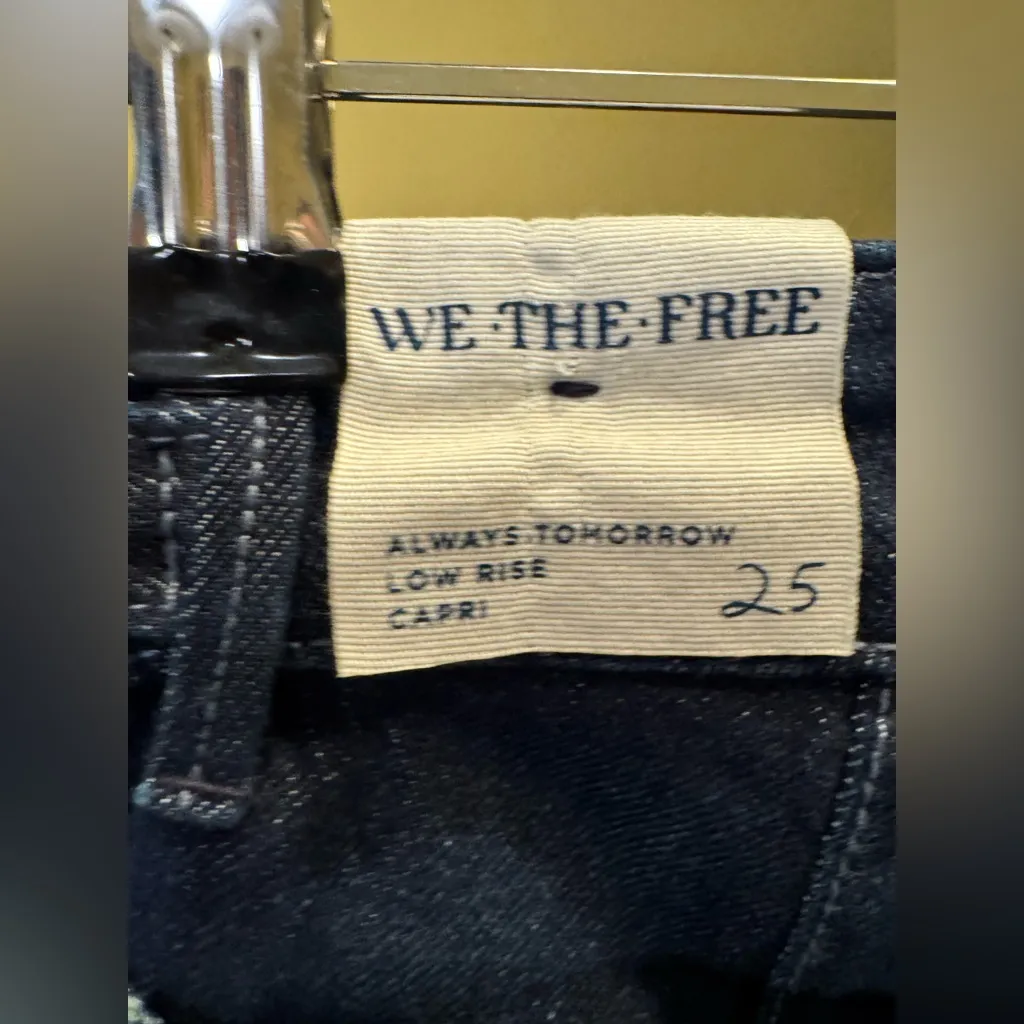 WE·THE·FREE
ALWAYS TOMORROW
LOW RISE
CAPRI
25